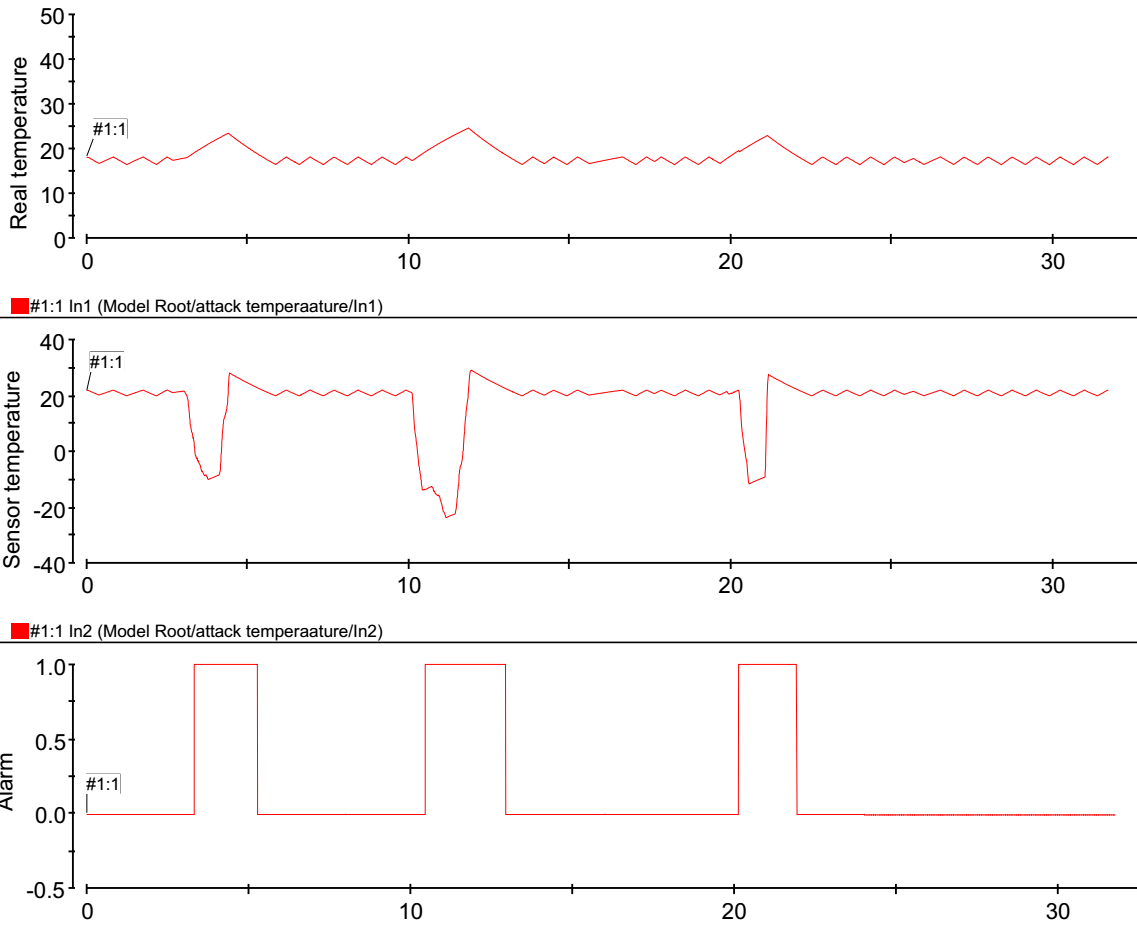 Real temperature
50
40
30
20
10
0
#1:1
0 10 20 30
#1:1 In1 (Model Root/attack temperaature/In1)
Sensor temperature
40
20
0
-20
-40
#1:1
0 10 20 30
#1:1 In2 (Model Root/attack temperaature/In2)
Alarm
1.0
0.5
0.0
-0.5
#1:1
0 10 20 30